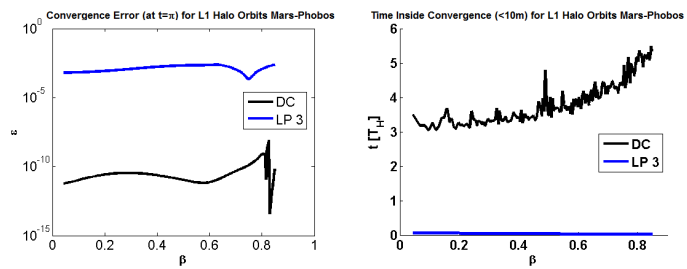 Convergence Error (at t=π) for L1 Halo Orbits Mars-Phobos
10^0
10^-5
10^-10
10^-15
ε
DC
LP 3
0 0.2 0.4 0.6 0.8 1
β
Time Inside Convergence (<10m) for L1 Halo Orbits Mars-Phobos
6
5
4
3
2
1
0
t [T_H]
DC
LP 3
0 0.2 0.4 0.6 0.8
β